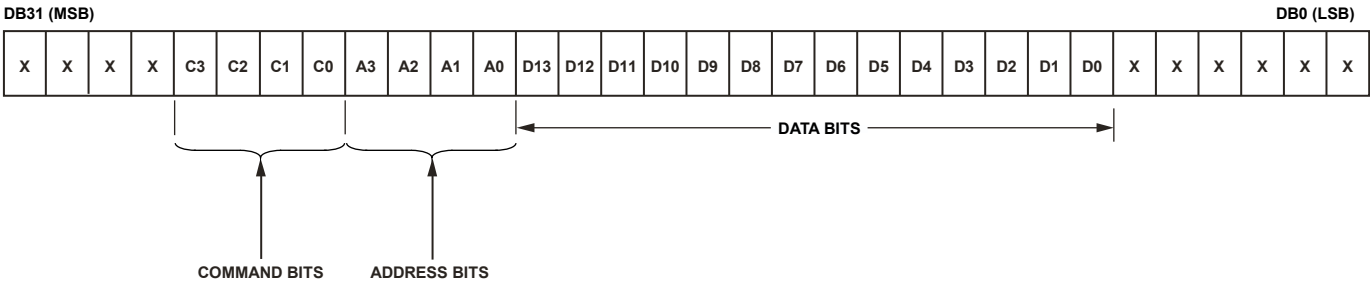 DB31 (MSB) DB0 (LSB)
X X X X C3 C2 C1 C0 A3 A2 A1 A0 D13 D12 D11 D10 D9 D8 D7 D6 D5 D4 D3 D2 D1 D0 X X X X X X
DATA BITS
COMMAND BITS ADDRESS BITS